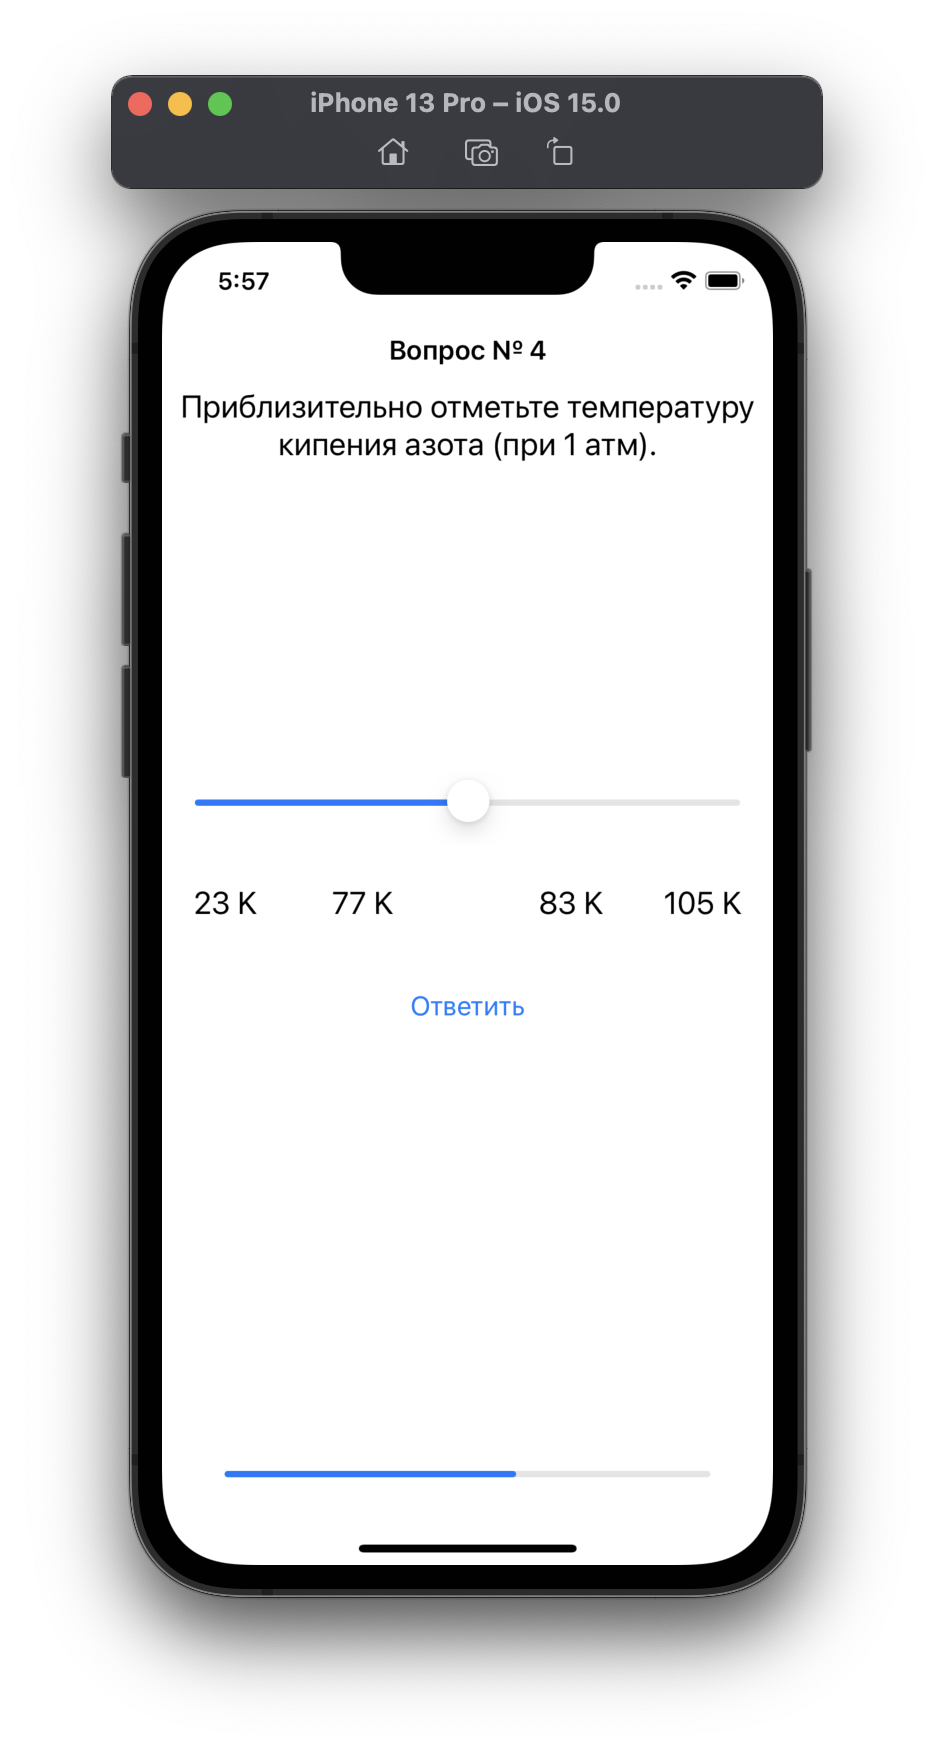 iPhone 13 Pro – iOS 15.0
5:57
Вопрос № 4
Приблизительно отметьте температуру
кипения азота (при 1 атм).
23 K 77 K 83 K 105 K
Ответить